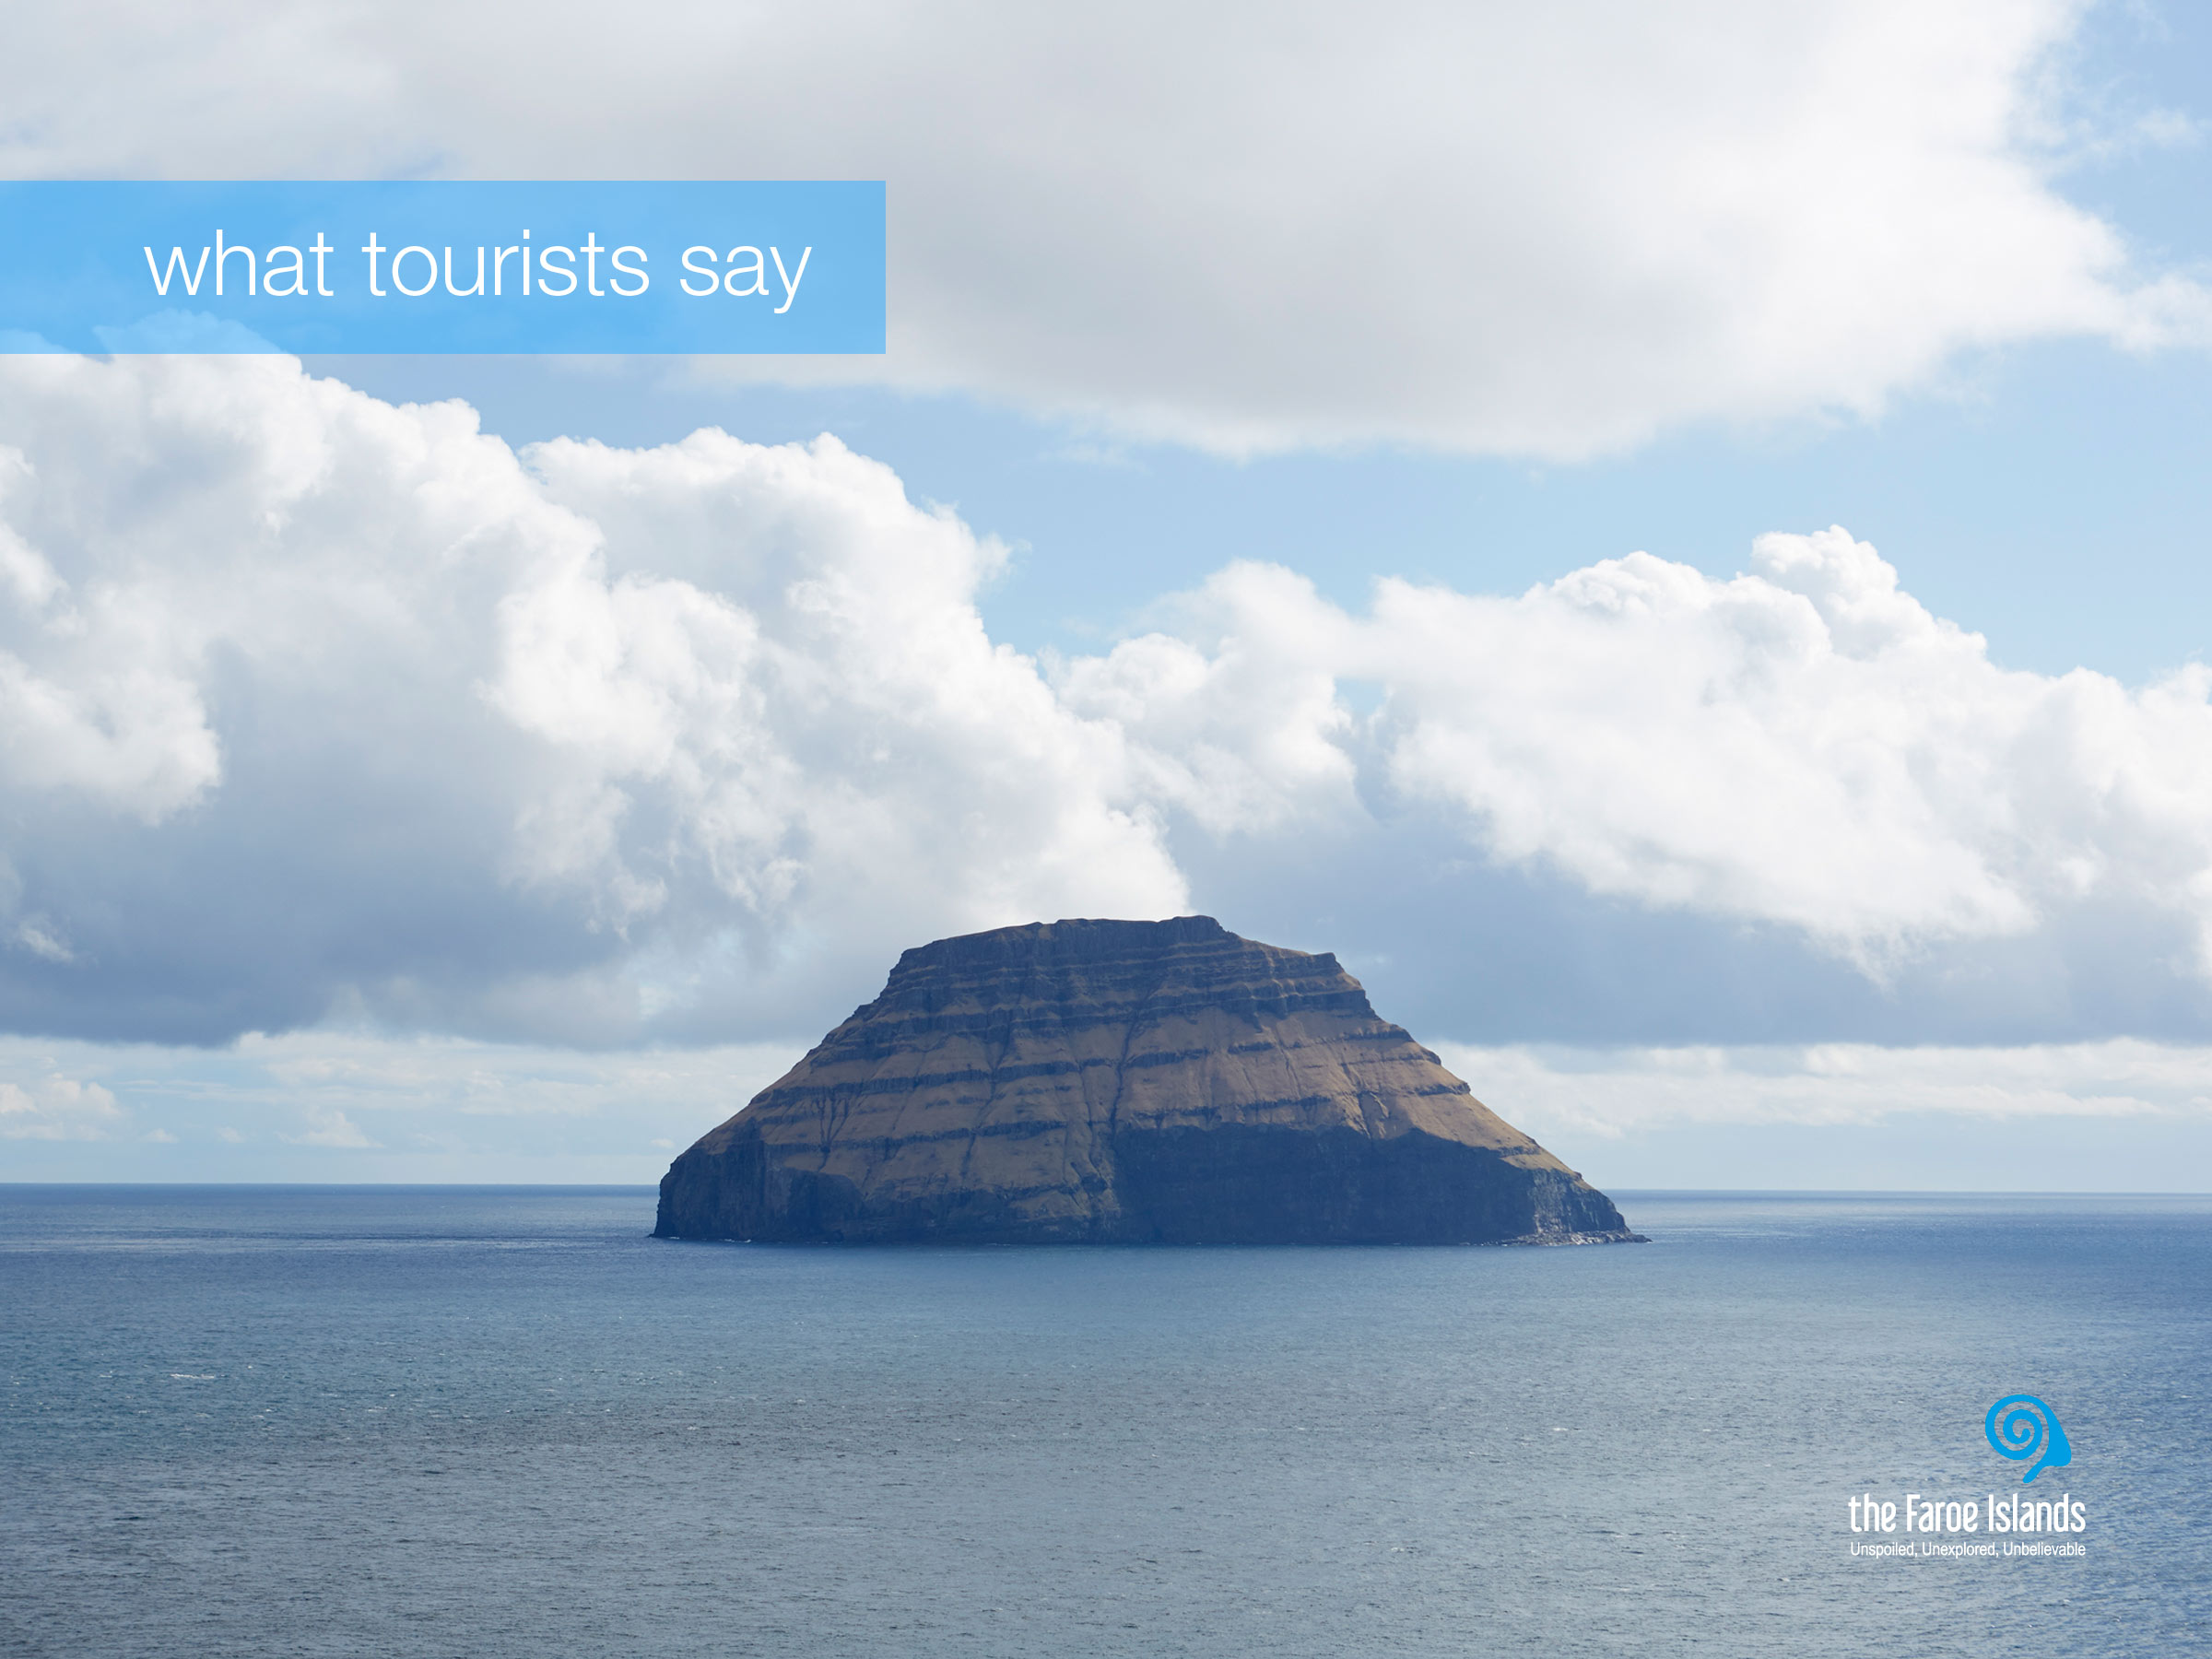 what tourists say
the Faroe Islands
Unspoiled, Unexplored, Unbelievable